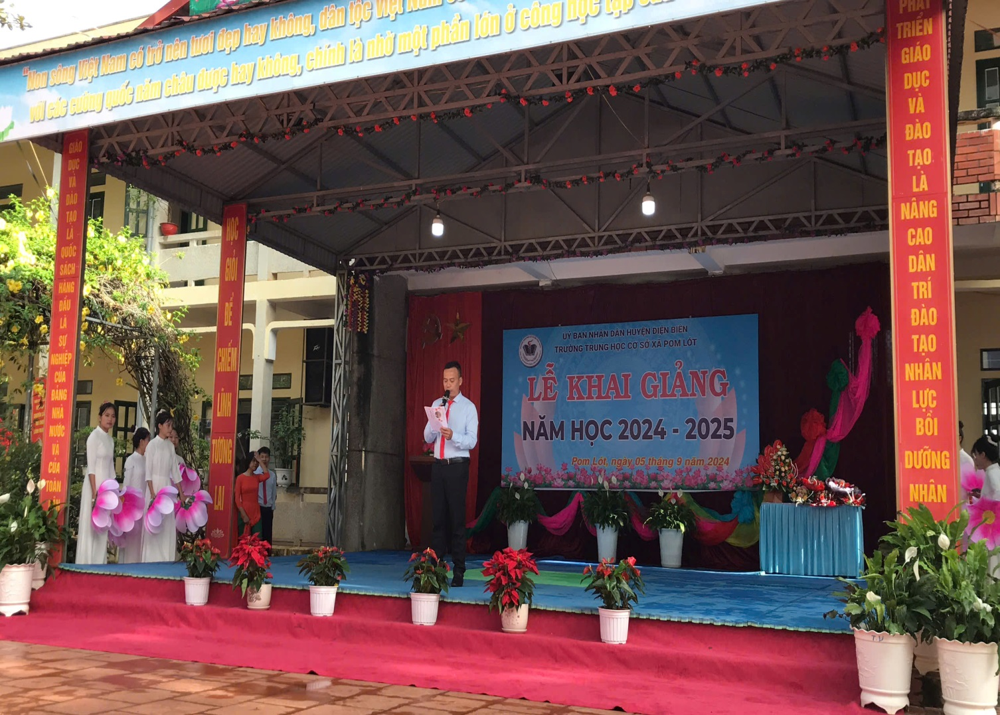 "Non sông Việt Nam có trở nên tươi đẹp hay không, dân tộc Việt Nam
với các cường quốc năm châu được hay không, chính là nhờ một phần lớn ở công học tập
GIÁO
DỤC
VÀ
ĐÀO
TẠO
LÀ
QUỐC
SÁCH
HÀNG
ĐẦU
LÀ
SỰ
NGHIỆP
CỦA
ĐẢNG
NHÀ
NƯỚC
VÀ
CỦA
TOÀN
HỌC
GIỎI
ĐỂ
CHIẾM
LĨNH
TƯƠNG
LAI
UỶ BAN NHÂN DÂN HUYỆN ĐIỆN BIÊN
TRƯỜNG TRUNG HỌC CƠ SỞ XÃ POM LÓT
LỄ KHAI GIẢNG
NĂM HỌC 2024 - 2025
Pom Lót, ngày 05 tháng 9 năm 2024
PHÁT
TRIỂN
GIÁO
DỤC
VÀ
ĐÀO
TẠO
LÀ
NÂNG
CAO
DÂN
TRÍ
ĐÀO
TẠO
NHÂN
LỰC
BỒI
DƯỠNG
NHÂN